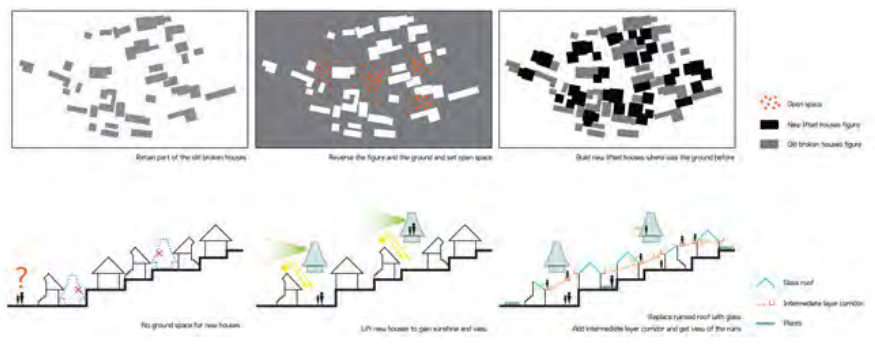 Retain part of the old broken houses
Reverse the figure and the ground and set open space
Build new lifted houses where was the ground before
Open space
New lifted houses figure
Old broken houses figure
?
No ground space for new houses
Lift new houses to gain sunshine and view
Replace ruined roof with glass
Add intermediate layer corridor and get view of the ruins
Glass roof
Intermediate layer corridor
Plants